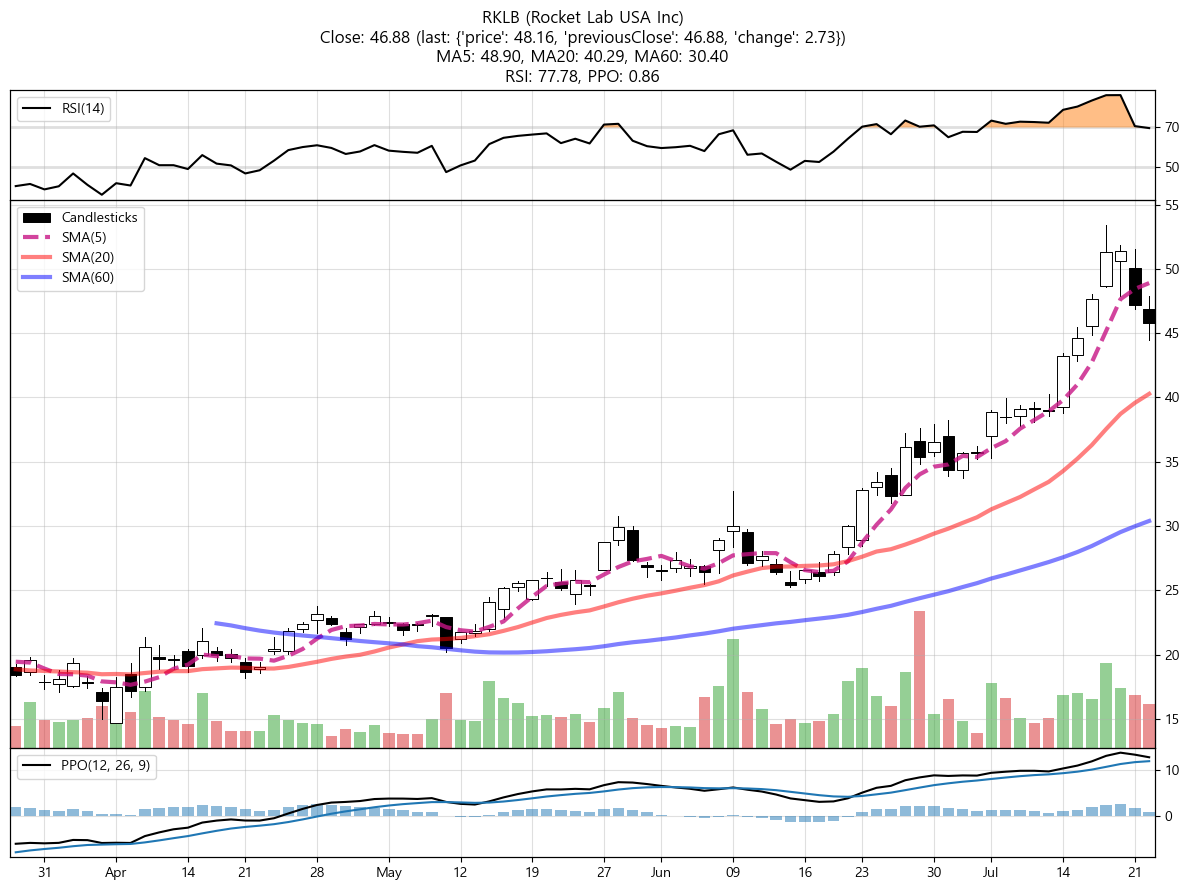 RKLB (Rocket Lab USA Inc)
Close: 46.88 (last: {'price': 48.16, 'previousClose': 46.88, 'change': 2.73})
MA5: 48.90, MA20: 40.29, MA60: 30.40
RSI: 77.78, PPO: 0.86
RSI(14)
70
50
Candlesticks
SMA(5)
SMA(20)
SMA(60)
55
50
45
40
35
30
25
20
15
PPO(12, 26, 9)
10
0
31 Apr 14 21 28 May 12 19 27 Jun 09 16 23 30 Jul 14 21